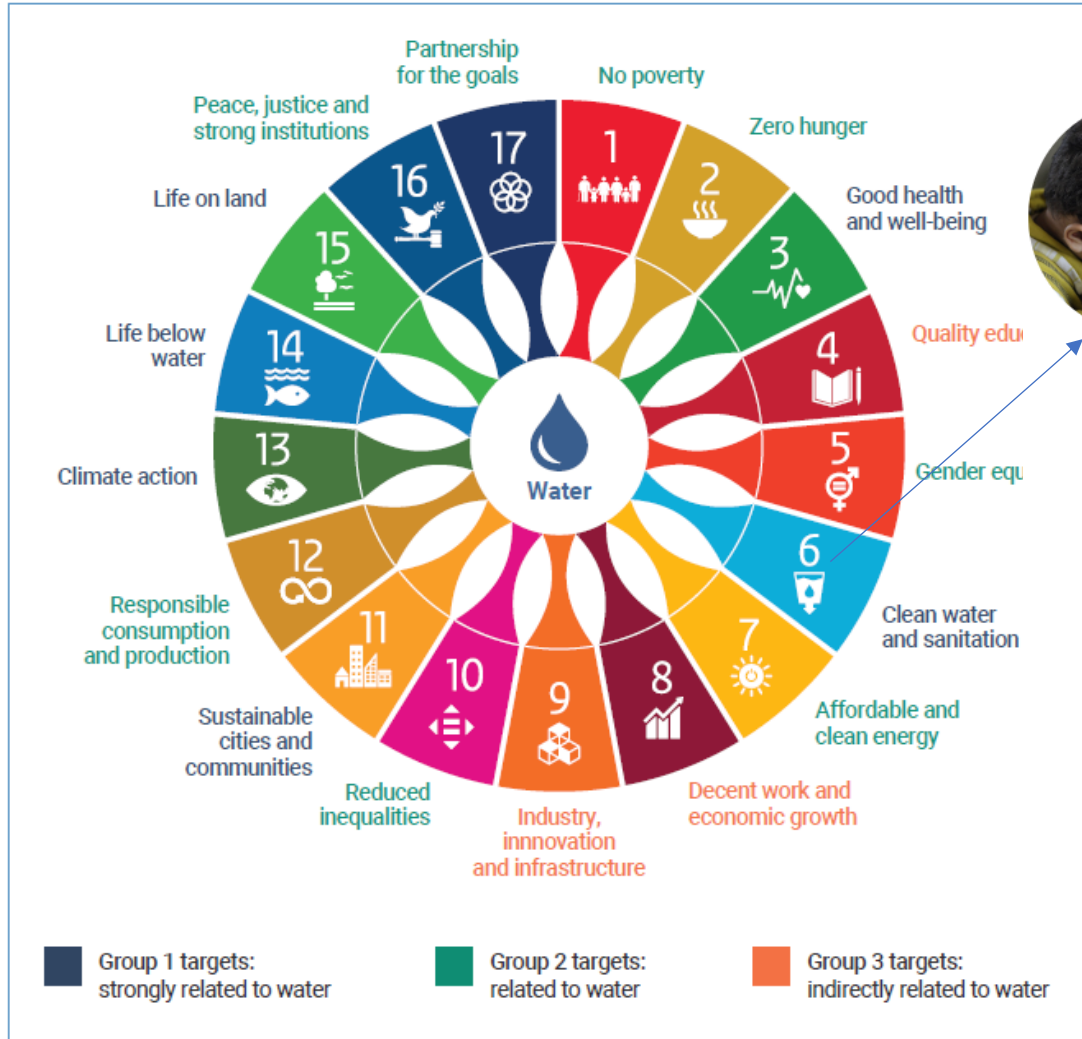 Partnership
for the goals
No poverty
Peace, justice and
strong institutions
Zero hunger
Life on land
Good health
and well-being
Life below
water
Quality
Climate action
Gender
Clean water
and sanitation
Responsible
consumption
and production
Affordable and
clean energy
Sustainable
cities and
communities
Decent work and
economic growth
Reduced
inequalities
Industry,
innnovation
and infrastructure
17
1
16
2
15
3
14
4
13
5
12
6
11
7
10
8
9
Water
Group 1 targets:
strongly related to water
Group 2 targets:
related to water
Group 3 targets:
indirectly related to water